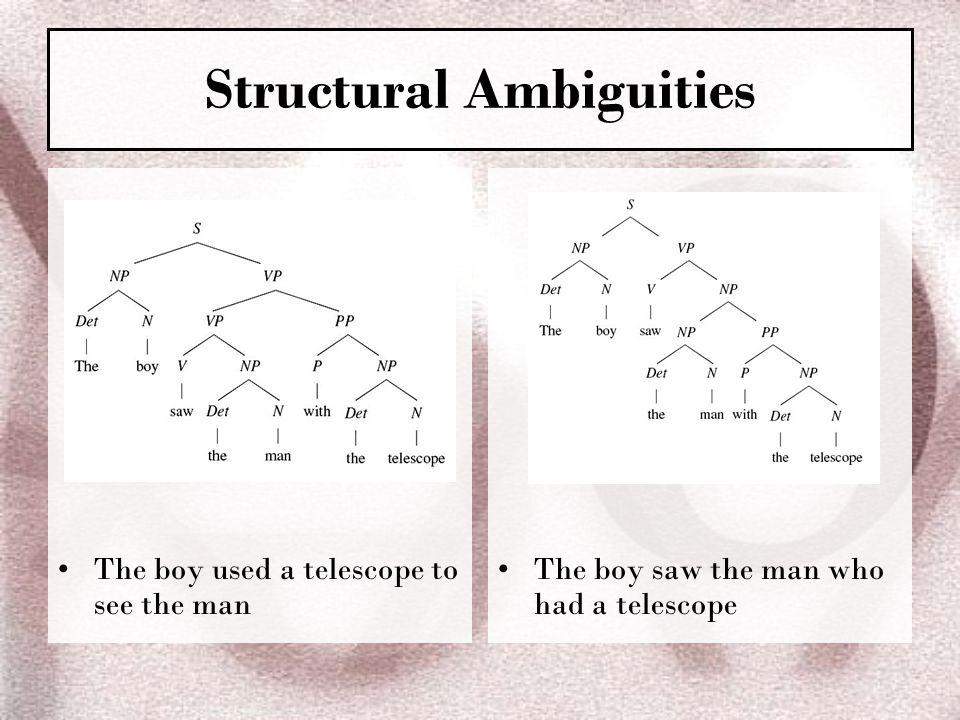 Structural Ambiguities
S
NP VP
Det N VP PP
The boy V NP P NP
saw Det N with Det N
the man the telescope
S
NP VP
Det N V NP
The boy saw NP PP
Det N P NP
the man with Det N
the telescope
• The boy used a telescope to
see the man
• The boy saw the man who
had a telescope